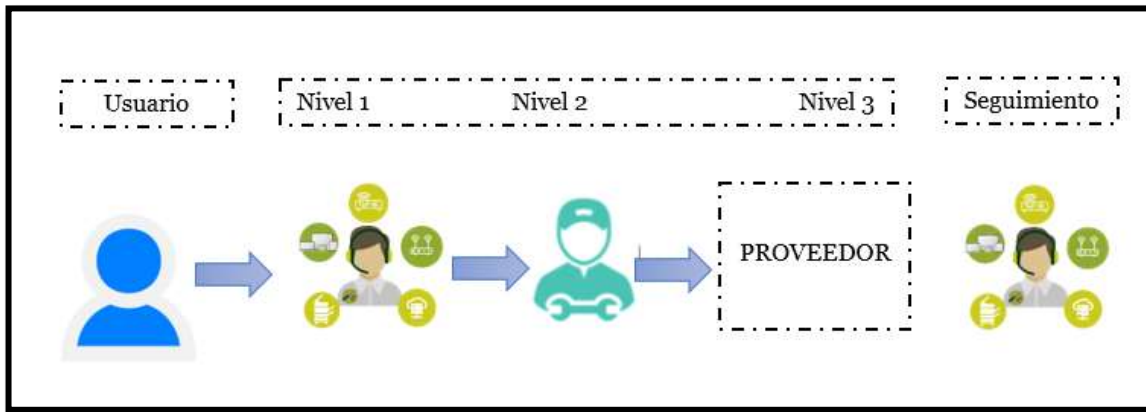 Usuario
Nivel 1 Nivel 2 Nivel 3
Seguimiento
PROVEEDOR